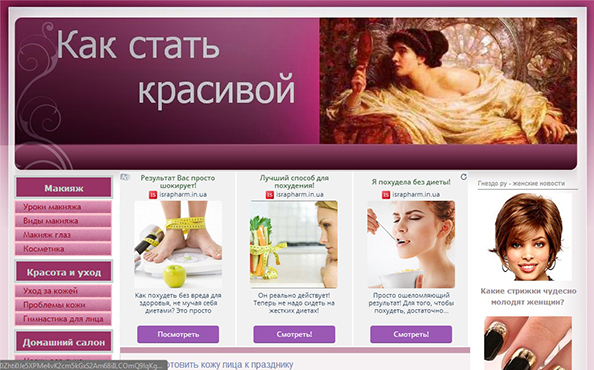 Как стать
красивой
Макияж
Уроки макияжа
Виды макияжа
Макияж глаз
Косметика
Красота и уход
Уход за кожей
Проблемы кожи
Гимнастика для лица
Домашний салон
Результат Вас просто
шокирует!
israpharm.in.ua
Как похудеть без вреда для
здоровья, не мучая себя
диетами? Это просто
Посмотреть
Лучший способ для
похудения!
israpharm.in.ua
Он реально действует!
Теперь не надо сидеть на
жестких диетах!
Смотреть!
Я похудела без диеты!
israpharm.in.ua
Просто ошеломляющий
результат! Для того, чтобы
похудеть, достаточно...
Смотреть!
Гнездо.ру - женские новости
Какие стрижки чудесно
молодят женщин?
отовить кожу лица к празднику